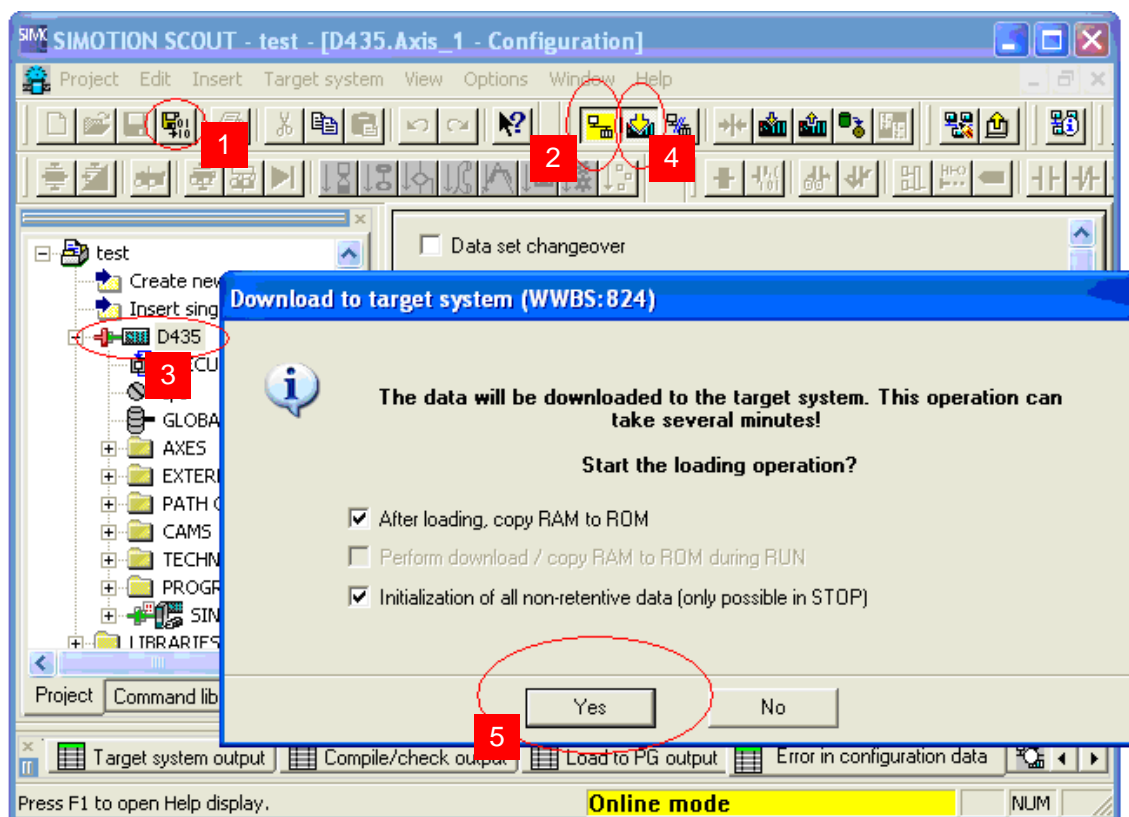 SIMOTION SCOUT - test - [D435.Axis_1 - Configuration]
Project Edit Insert Target system View Options Window Help
1
2
4
test
Data set changeover
Create new
Insert sing
Download to target system (WWBS:824)
D435
3
The data will be downloaded to the target system. This operation can
take several minutes!
GLOBA
AXES
Start the loading operation?
EXTER
PATH
After loading, copy RAM to ROM
CAMS
TECHN
Perform download / copy RAM to ROM during RUN
PROGR
Initialization of all non-retentive data (only possible in STOP)
SIN
LIBRARIES
Project Command lib
Yes
No
5
Target system output Compile/check output Load to PG output Error in configuration data
Press F1 to open Help display.
Online mode
NUM